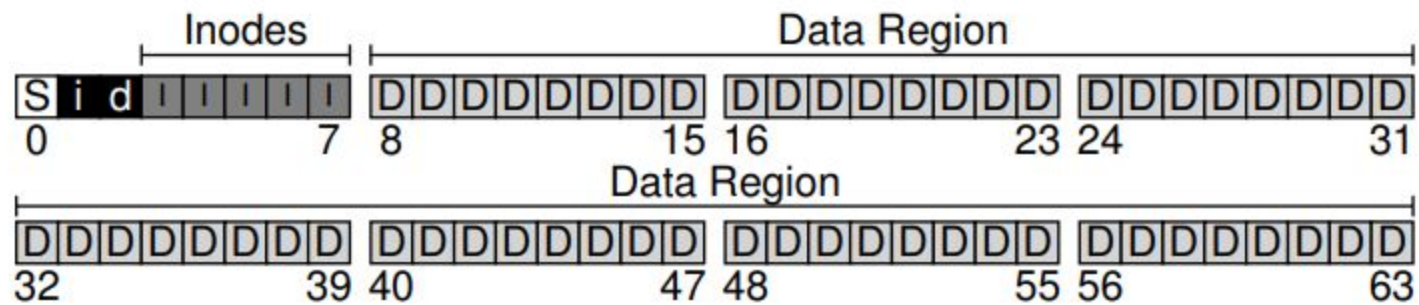 Inodes Data Region
S i d I I I I I D D D D D D D D D D D D D D D D D D D D D D D D
0 7 8 15 16 23 24 31
Data Region
D D D D D D D D D D D D D D D D D D D D D D D D D D D D D D D D
32 39 40 47 48 55 56 63